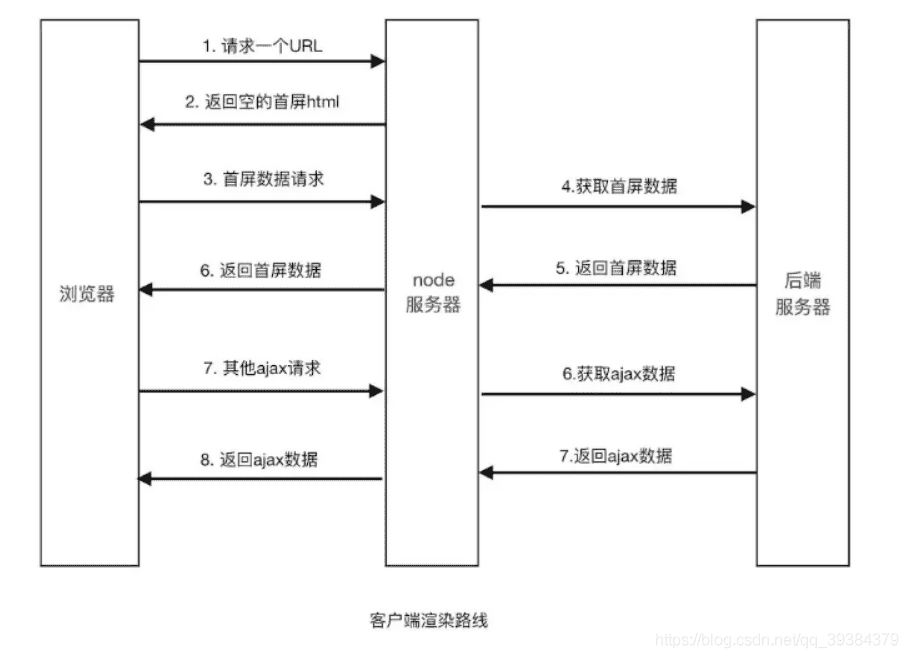 1. 请求一个URL
2. 返回空的首屏html
3. 首屏数据请求
4.获取首屏数据
5. 返回首屏数据
6. 返回首屏数据
浏览器
node
服务器
后端
服务器
7. 其他ajax请求
6.获取ajax数据
7.返回ajax数据
8. 返回ajax数据
客户端渲染路线
https://blog.csdn.net/qq_39384379